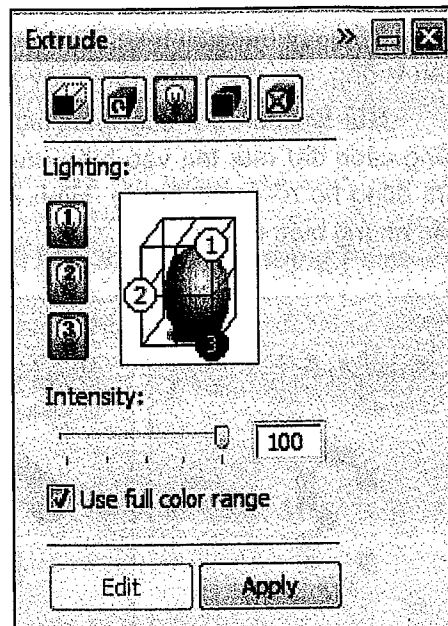 Extrude »
Lighting:
1
2
3
1
2
3
Intensity:
100
Use full color range
Edit Apply